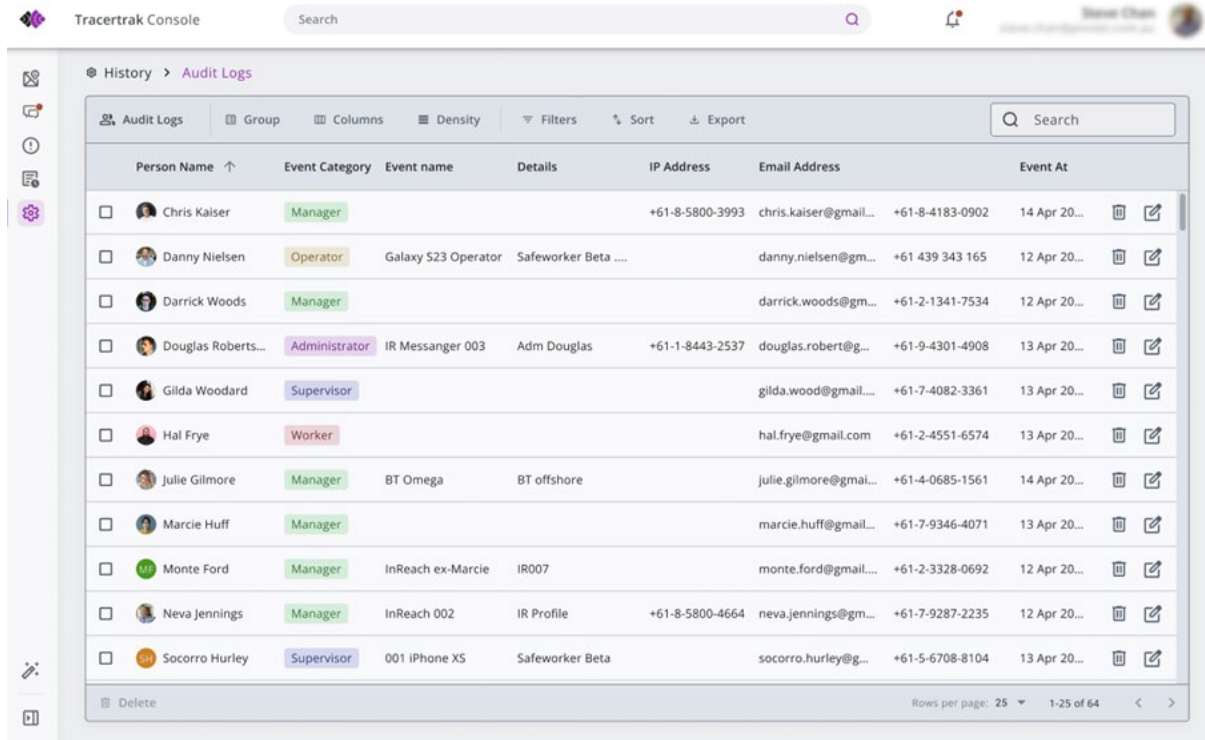 Tracertrak Console Search Steve Chan
History > Audit Logs
Audit Logs Group Columns Density Filters Sort Export Search
Person Name Event Category Event name Details IP Address Email Address Event At
Chris Kaiser Manager +61-8-5800-3993 chris.kaiser@gmail... +61-8-4183-0902 14 Apr 20...
Danny Nielsen Operator Galaxy S23 Operator Safeworker Beta .... danny.nielsen@gm... +61 439 343 165 12 Apr 20...
Darrick Woods Manager darrick.woods@gm... +61-2-1341-7534 12 Apr 20...
Douglas Roberts... Administrator IR Messanger 003 Adm Douglas +61-1-8443-2537 douglas.robert@g... +61-9-4301-4908 13 Apr 20...
Gilda Woodard Supervisor gilda.wood@gmail.... +61-7-4082-3361 13 Apr 20...
Hal Frye Worker hal.frye@gmail.com +61-2-4551-6574 13 Apr 20...
Julie Gilmore Manager BT Omega BT offshore julie.gilmore@gmai... +61-4-0685-1561 14 Apr 20...
Marcie Huff Manager marcie.huff@gmail... +61-7-9346-4071 13 Apr 20...
MF Monte Ford Manager InReach ex-Marcie IR007 monte.ford@gmail.... +61-2-3328-0692 12 Apr 20...
Neva Jennings Manager InReach 002 IR Profile +61-8-5800-4664 neva.jennings@gm... +61-7-9287-2235 12 Apr 20...
SH Socorro Hurley Supervisor 001 iPhone XS Safeworker Beta socorro.hurley@g... +61-5-6708-8104 13 Apr 20...
Delete Rows per page: 25 1-25 of 64